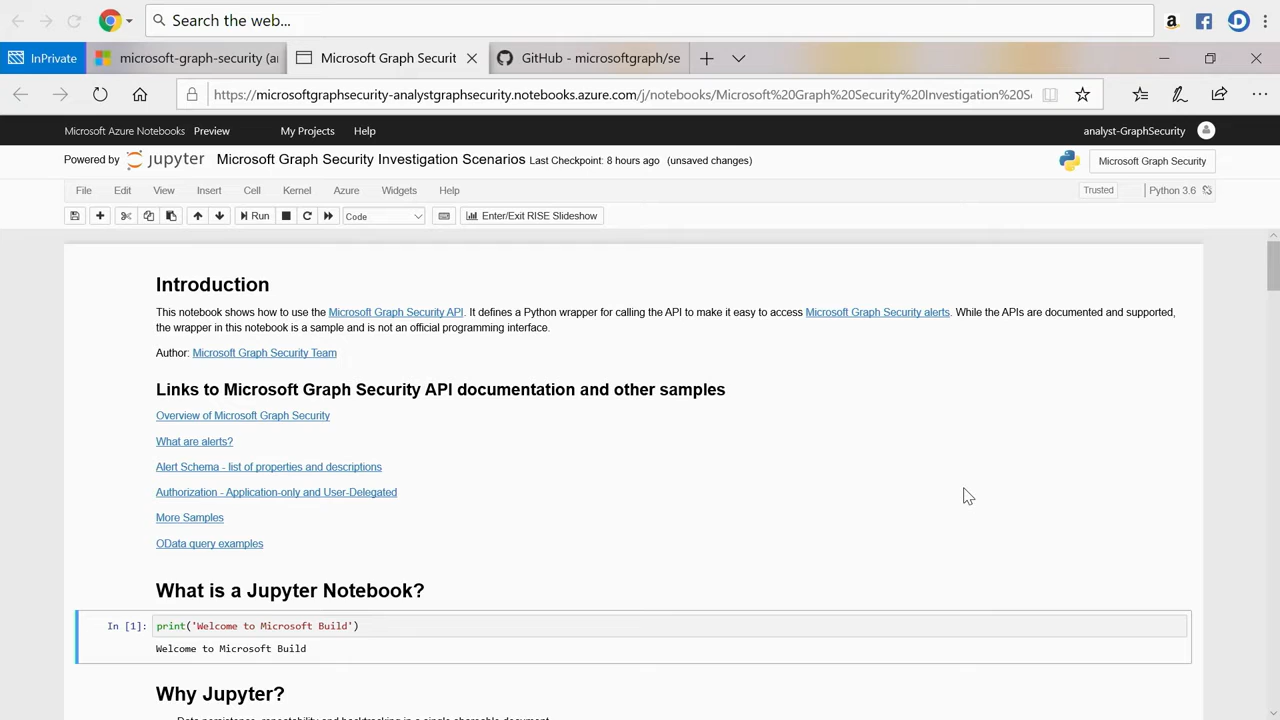 Search the web...
InPrivate
microsoft-graph-security (a
Microsoft Graph Securit
GitHub - microsoftgraph/se
https://microsoftgraphsecurity-analystgraphsecurity.notebooks.azure.com/j/notebooks/Microsoft%20Graph%20Security%20Investigation%20S
Microsoft Azure Notebooks Preview My Projects Help analyst-GraphSecurity
Powered by jupyter Microsoft Graph Security Investigation Scenarios Last Checkpoint: 8 hours ago (unsaved changes) Microsoft Graph Security
File Edit View Insert Cell Kernel Azure Widgets Help Trusted Python 3.6
Run Code Enter/Exit RISE Slideshow
Introduction
This notebook shows how to use the Microsoft Graph Security API. It defines a Python wrapper for calling the API to make it easy to access Microsoft Graph Security alerts. While the APIs are documented and supported,
the wrapper in this notebook is a sample and is not an official programming interface.
Author: Microsoft Graph Security Team
Links to Microsoft Graph Security API documentation and other samples
Overview of Microsoft Graph Security
What are alerts?
Alert Schema - list of properties and descriptions
Authorization - Application-only and User-Delegated
More Samples
OData query examples
What is a Jupyter Notebook?
In [1]: print('Welcome to Microsoft Build')
Welcome to Microsoft Build
Why Jupyter?
Data persistence, repeatability and backtracking in a single shareable document